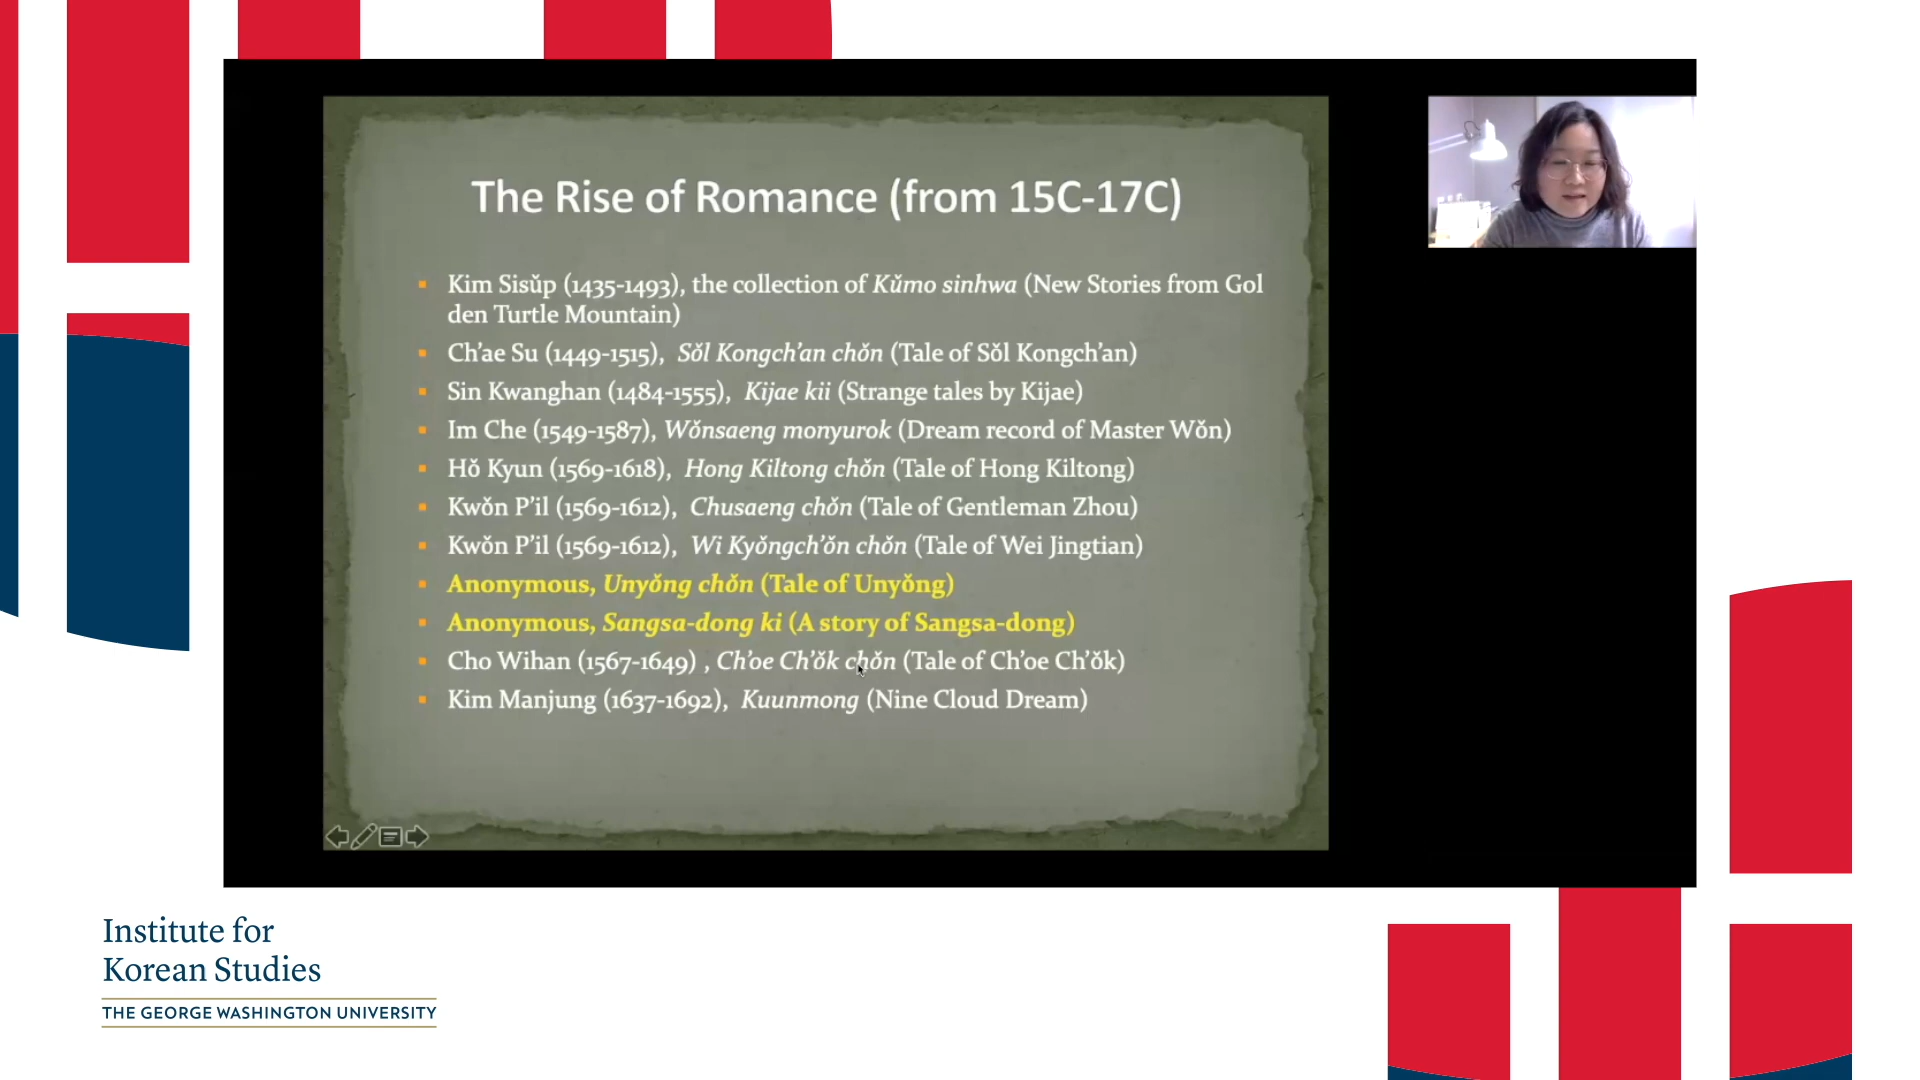 The Rise of Romance (from 15C-17C)
Kim Sisŭp (1435-1493), the collection of Kŭmo sinhwa (New Stories from Gol
den Turtle Mountain)
Ch’ae Su (1449-1515), Sŏl Kongch’an chŏn (Tale of Sŏl Kongch’an)
Sin Kwanghan (1484-1555), Kijae kii (Strange tales by Kijae)
Im Che (1549-1587), Wŏnsaeng monyurok (Dream record of Master Wŏn)
Hŏ Kyun (1569-1618), Hong Kiltong chŏn (Tale of Hong Kiltong)
Kwŏn P’il (1569-1612), Chusaeng chŏn (Tale of Gentleman Zhou)
Kwŏn P’il (1569-1612), Wi Kyŏngch’ŏn chŏn (Tale of Wei Jingtian)
Anonymous, Unyŏng chŏn (Tale of Unyŏng)
Anonymous, Sangsa-dong ki (A story of Sangsa-dong)
Cho Wihan (1567-1649) , Ch’oe Ch’ŏk chŏn (Tale of Ch’oe Ch’ŏk)
Kim Manjung (1637-1692), Kuunmong (Nine Cloud Dream)
Institute for
Korean Studies
THE GEORGE WASHINGTON UNIVERSITY